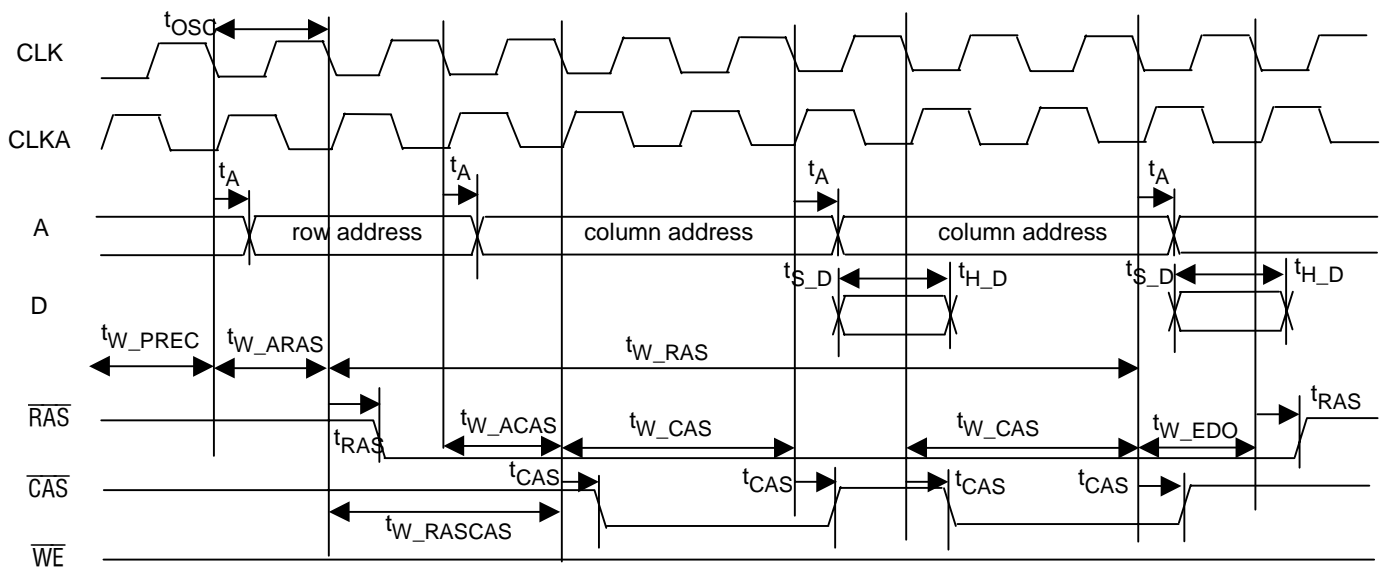 tOSC
CLK
CLKA
tA tA tA tA
A row address column address column address
tS_D tH_D tS_D tH_D
D
tW_PREC tW_ARAS tW_RAS
RAS tRAS
tRAS tW_ACAS tW_CAS tW_CAS tW_EDO
CAS tCAS tCAS tCAS tCAS
tW_RASCAS
WE